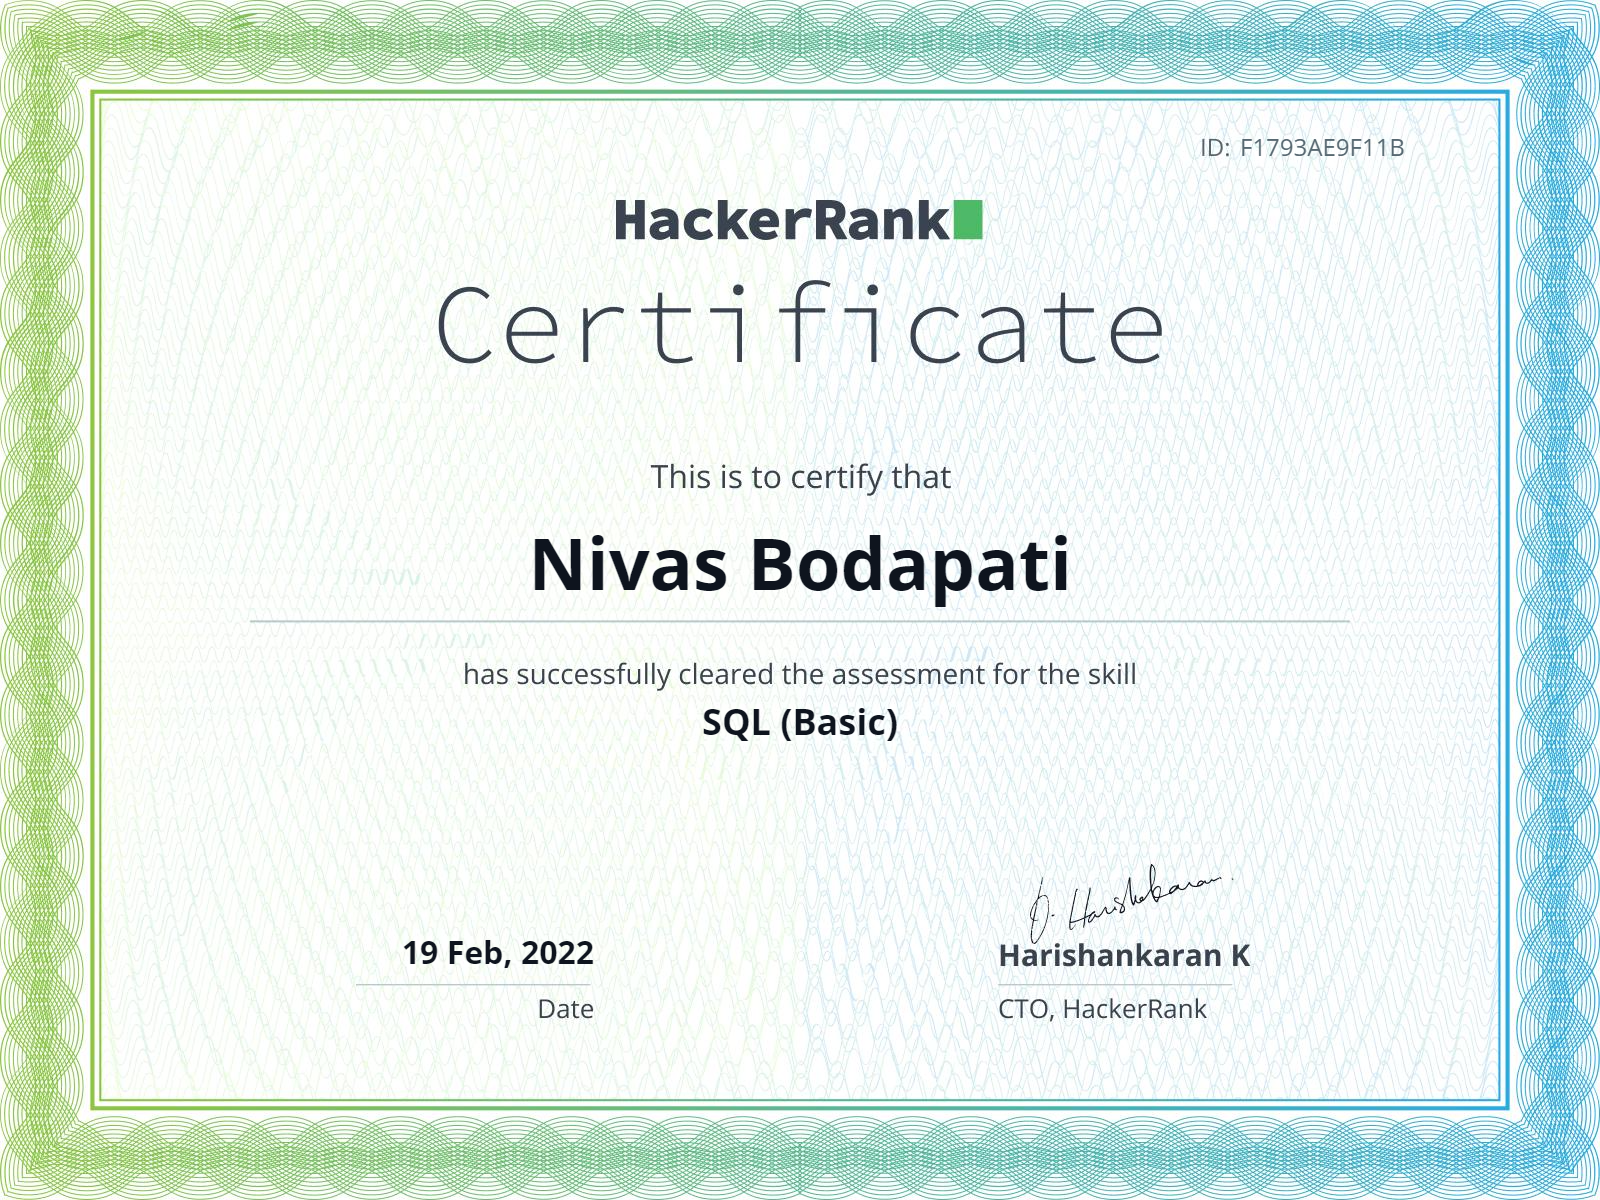 ID: F1793AE9F11B
HackerRank
Certificate
This is to certify that
Nivas Bodapati
has successfully cleared the assessment for the skill
SQL (Basic)
19 Feb, 2022
Date
Harishankaran K
CTO, HackerRank